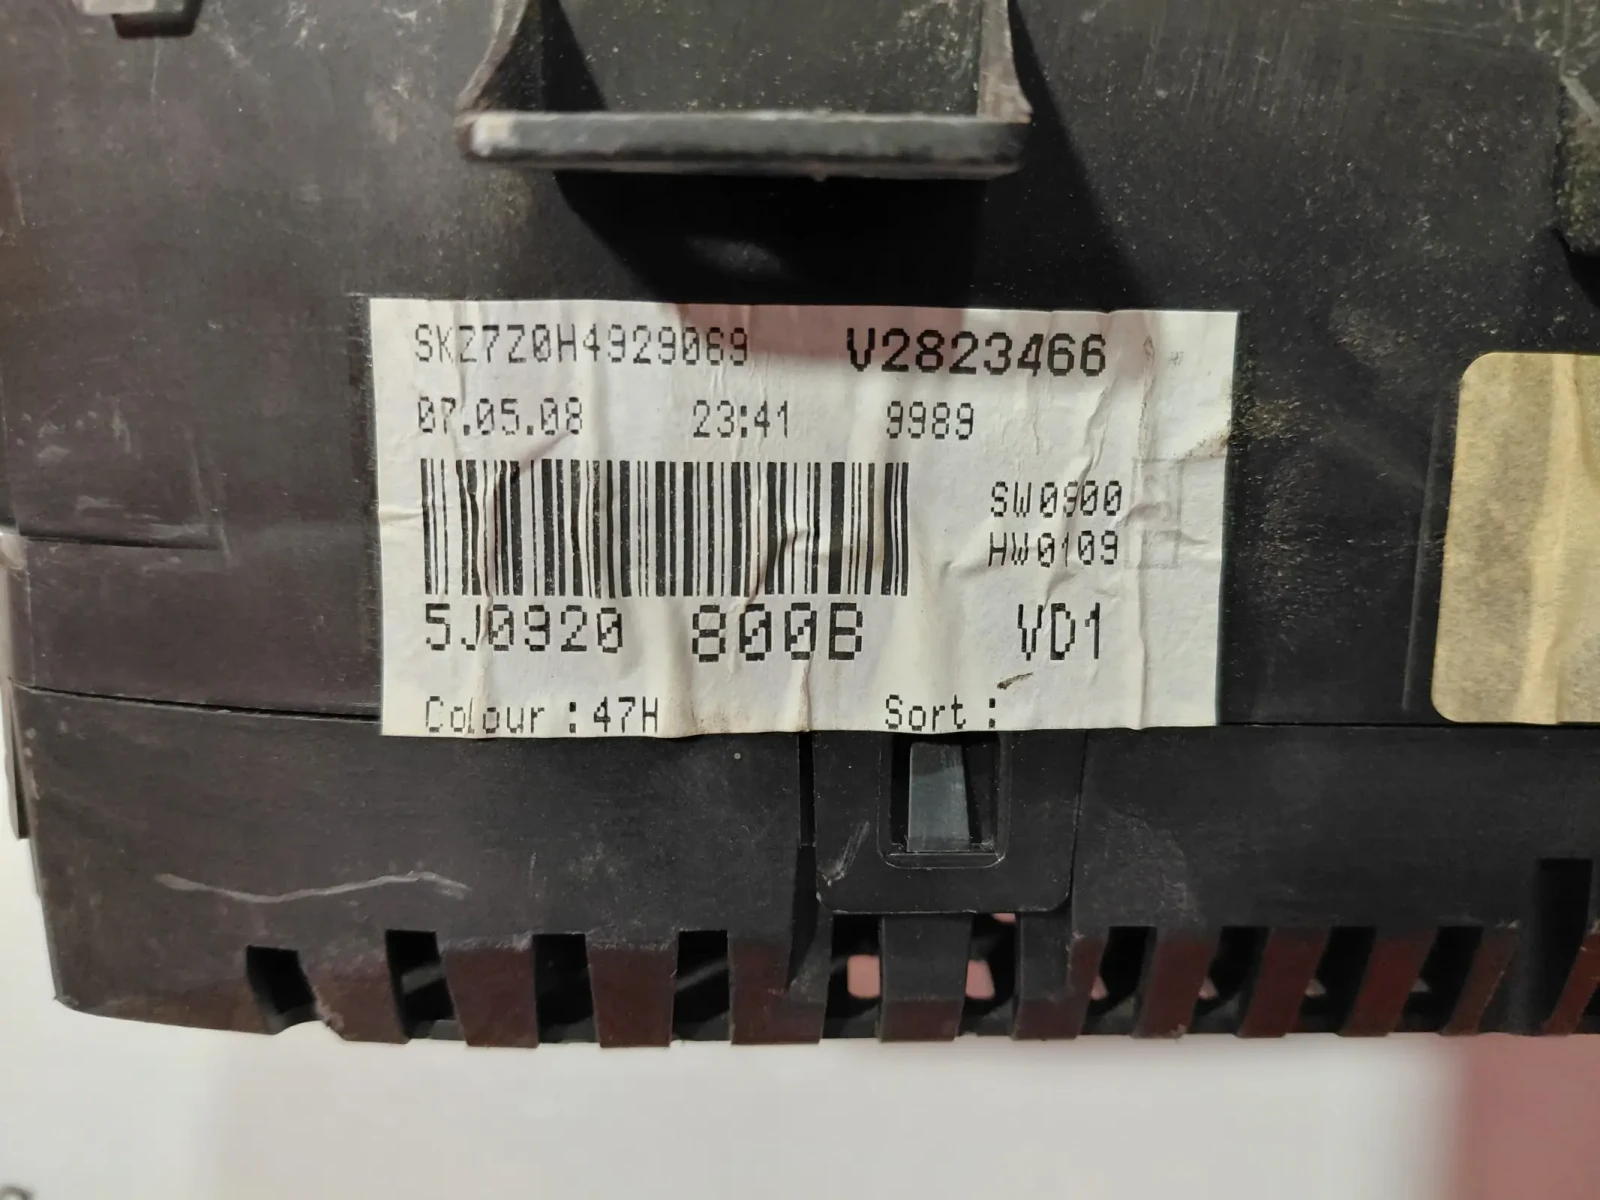 SKZ7Z0H4929069 V2823466
07.05.08 23:41 9989
SW0900
HW0109
5J0920 800B VD1
Colour :47H Sort :